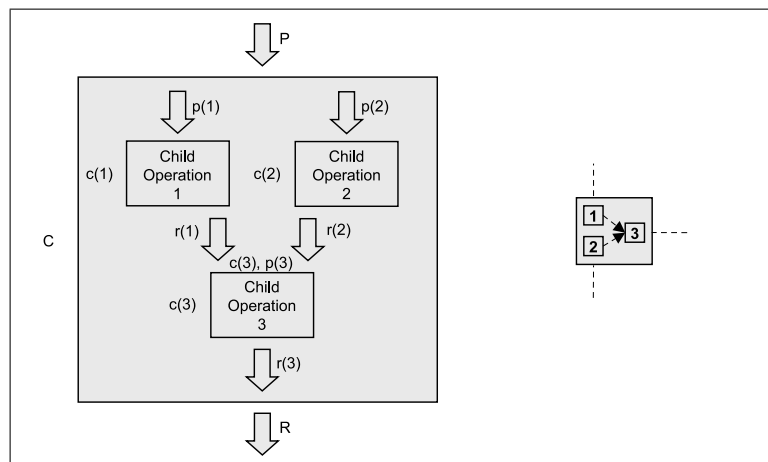 P
p(1)
p(2)
c(1)
Child
Operation
1
c(2)
Child
Operation
2
r(1)
r(2)
C
c(3), p(3)
c(3)
Child
Operation
3
r(3)
R
1
2
3